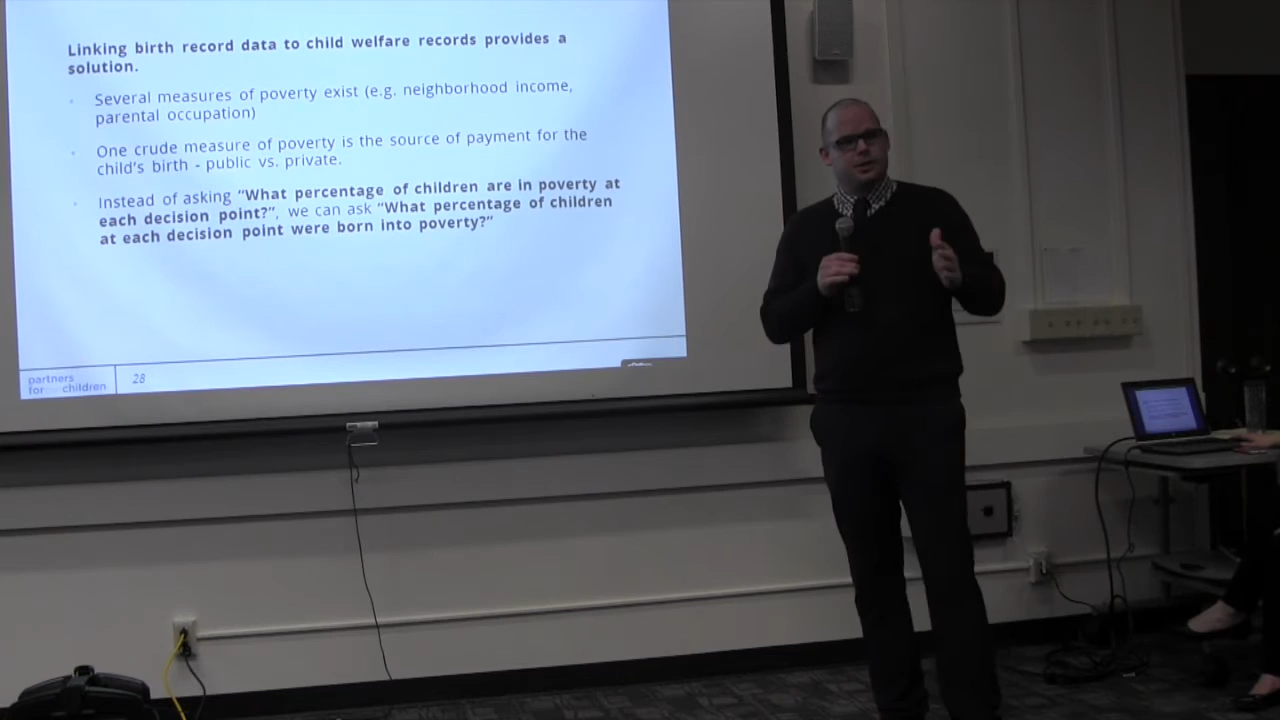 Linking birth record data to child welfare records provides a
solution.
Several measures of poverty exist (e.g. neighborhood income,
parental occupation)
One crude measure of poverty is the source of payment for the
child's birth - public vs. private.
Instead of asking "What percentage of children are in poverty at
each decision point?", we can ask "What percentage of children
at each decision point were born into poverty?"
partners
for children
28